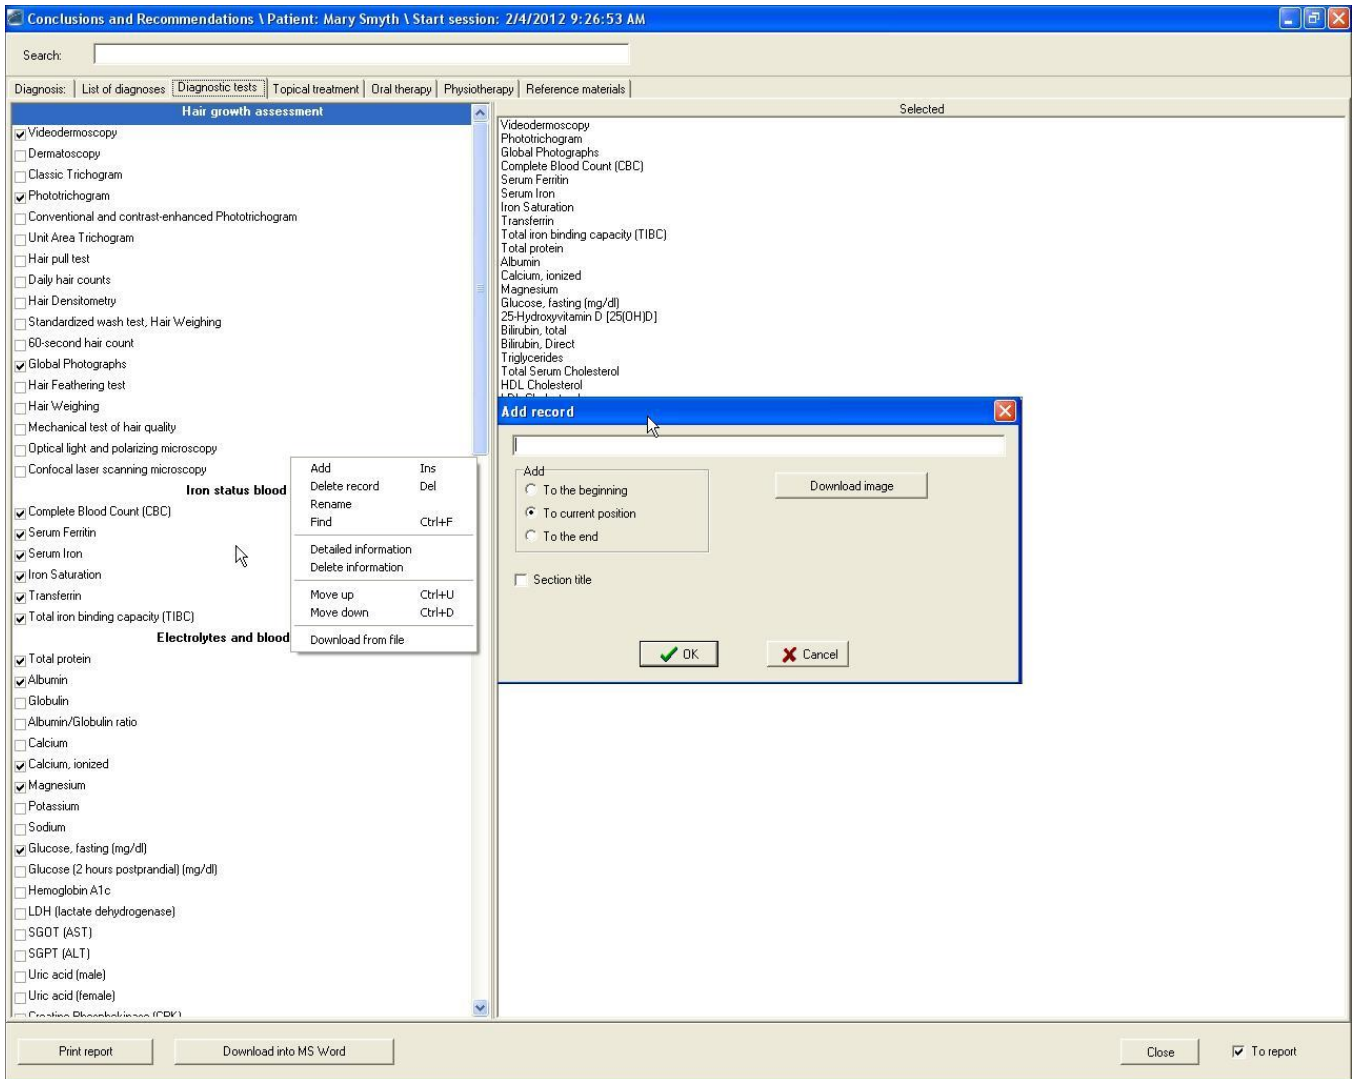 Conclusions and Recommendations \ Patient: Mary Smyth \ Start session: 2/4/2012 9:26:53 AM
Search:
Diagnosis: List of diagnoses Diagnostic tests Topical treatment Oral therapy Physiotherapy Reference materials
Hair growth assessment
Videodermoscopy
Dermatoscopy
Classic Trichogram
Phototrichogram
Conventional and contrast-enhanced Phototrichogram
Unit Area Trichogram
Hair pull test
Daily hair counts
Hair Densitometry
Standardized wash test, Hair Weighing
60-second hair count
Global Photographs
Hair Feathering test
Hair Weighing
Mechanical test of hair quality
Optical light and polarizing microscopy
Confocal laser scanning microscopy
Iron status blood
Complete Blood Count (CBC)
Serum Ferritin
Serum Iron
Iron Saturation
Transferrin
Total iron binding capacity (TIBC)
Electrolytes and blood
Total protein
Albumin
Globulin
Albumin/Globulin ratio
Calcium
Calcium, ionized
Magnesium
Potassium
Sodium
Glucose, fasting (mg/dl)
Glucose (2 hours postprandial) (mg/dl)
Hemoglobin A1c
LDH (lactate dehydrogenase)
SGOT (AST)
SGPT (ALT)
Uric acid (male)
Uric acid (female)
Creatine Phosphokinase (CPK)
Add Ins
Delete record Del
Rename
Find Ctrl+F
Detailed information
Delete information
Move up Ctrl+U
Move down Ctrl+D
Download from file
Selected
Videodermoscopy
Phototrichogram
Global Photographs
Complete Blood Count (CBC)
Serum Ferritin
Serum Iron
Iron Saturation
Transferrin
Total iron binding capacity (TIBC)
Total protein
Albumin
Calcium, ionized
Magnesium
Glucose, fasting (mg/dl)
25-Hydroxyvitamin D [25(OH)D]
Bilirubin, total
Bilirubin, Direct
Triglycerides
Total Serum Cholesterol
HDL Cholesterol
LDL Cholesterol
Add record
Add
To the beginning
To current position
To the end
Download image
Section title
OK Cancel
Print report Download into MS Word Close To report